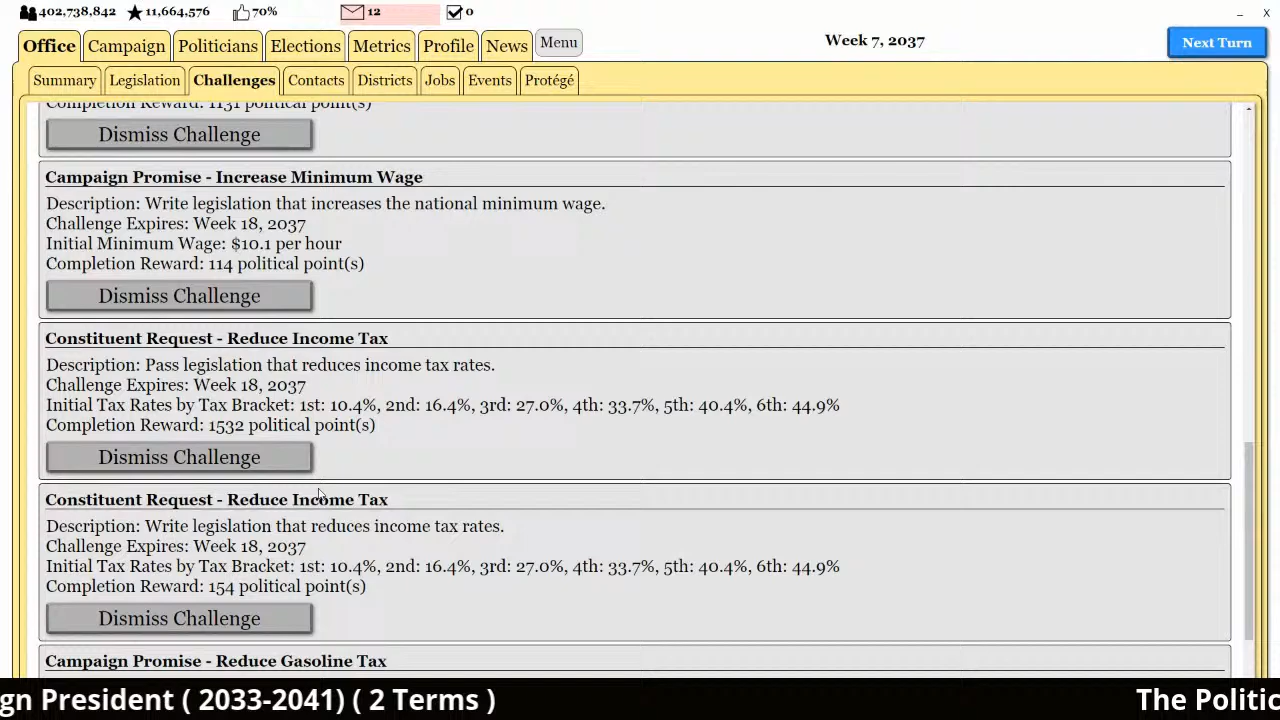 402,738,842 11,664,576 70% 12 0
_ X
Office Campaign Politicians Elections Metrics Profile News Menu
Week 7, 2037
Next Turn
Summary Legislation Challenges Contacts Districts Jobs Events Protégé
Completion Reward: 1131 political point(s)
Dismiss Challenge
Campaign Promise - Increase Minimum Wage
Description: Write legislation that increases the national minimum wage.
Challenge Expires: Week 18, 2037
Initial Minimum Wage: $10.1 per hour
Completion Reward: 114 political point(s)
Dismiss Challenge
Constituent Request - Reduce Income Tax
Description: Pass legislation that reduces income tax rates.
Challenge Expires: Week 18, 2037
Initial Tax Rates by Tax Bracket: 1st: 10.4%, 2nd: 16.4%, 3rd: 27.0%, 4th: 33.7%, 5th: 40.4%, 6th: 44.9%
Completion Reward: 1532 political point(s)
Dismiss Challenge
Constituent Request - Reduce Income Tax
Description: Write legislation that reduces income tax rates.
Challenge Expires: Week 18, 2037
Initial Tax Rates by Tax Bracket: 1st: 10.4%, 2nd: 16.4%, 3rd: 27.0%, 4th: 33.7%, 5th: 40.4%, 6th: 44.9%
Completion Reward: 154 political point(s)
Dismiss Challenge
Campaign Promise - Reduce Gasoline Tax
gn President ( 2033-2041) ( 2 Terms ) The Politic